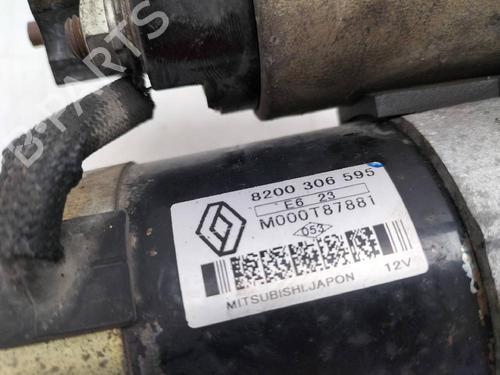 B-PARTS
8200 306 595
E6 23
M000T87881
053
MITSUBISHI.JAPON 12V